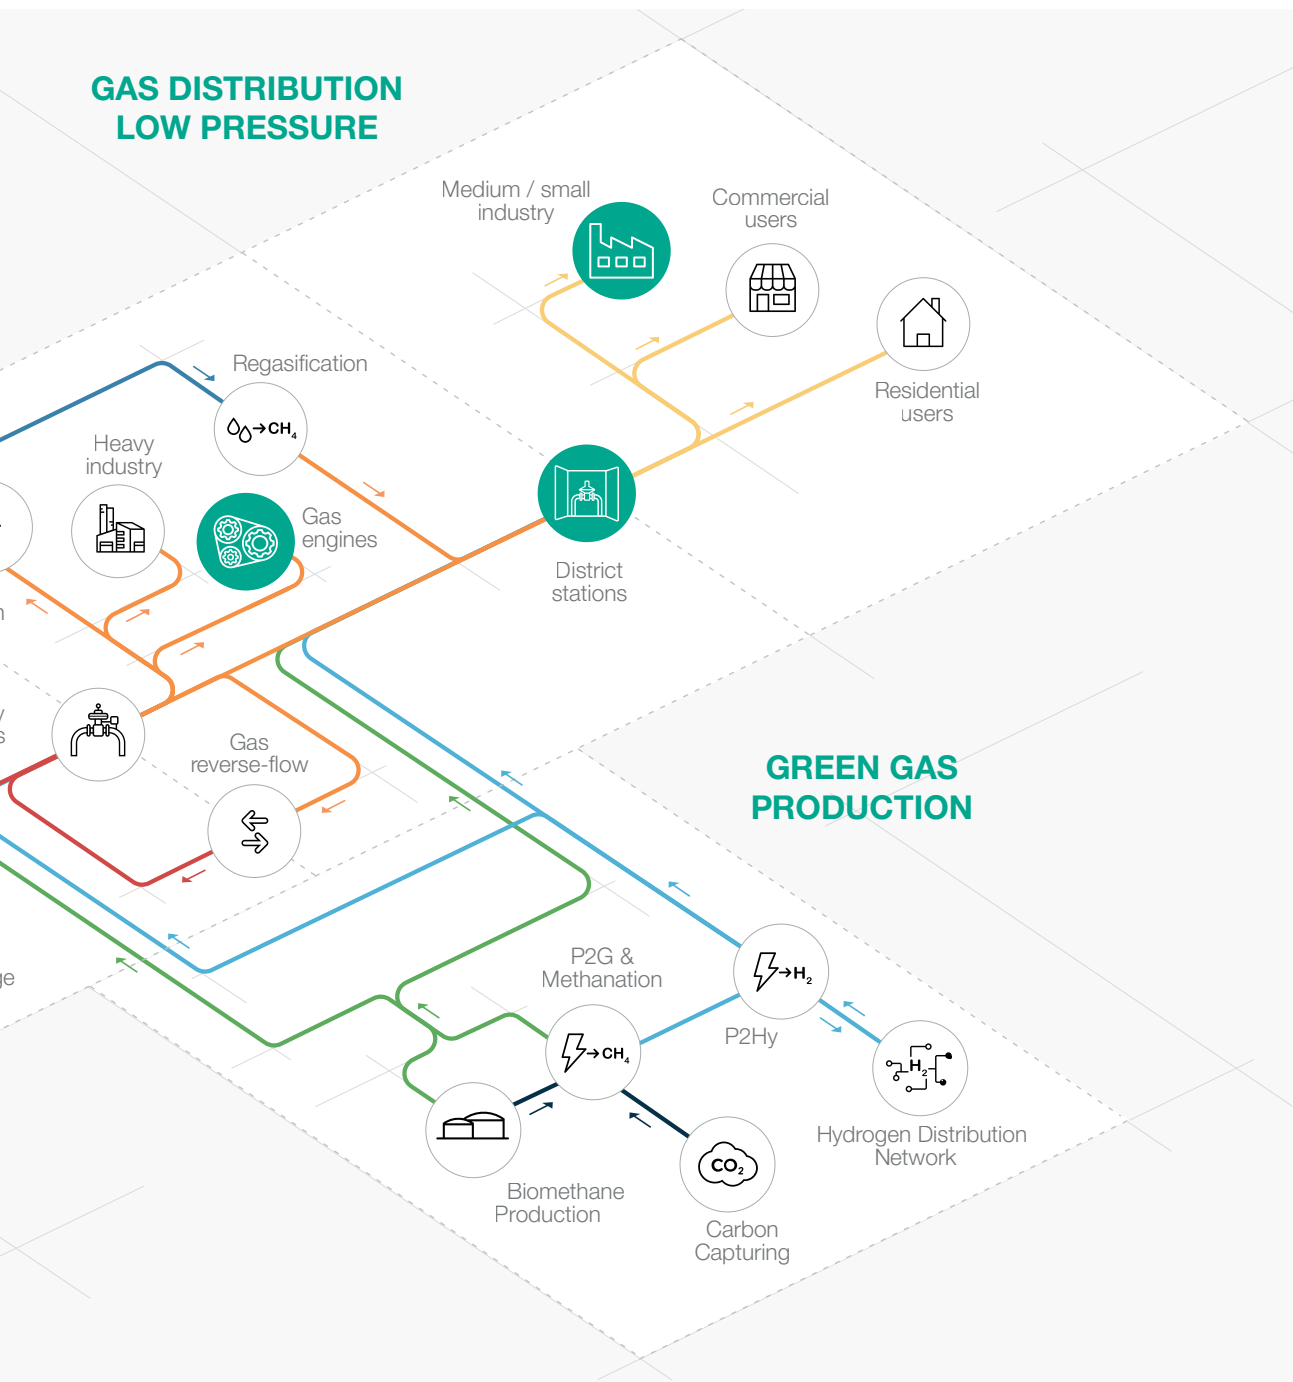 GAS DISTRIBUTION
LOW PRESSURE
Medium / small
industry
Commercial
users
Residential
users
Regasification
CH4
Heavy
industry
Gas
engines
District
stations
Gas
reverse-flow
GREEN GAS
PRODUCTION
P2G &
Methanation
CH4
H2
P2Hy
H2
Hydrogen Distribution
Network
Biomethane
Production
CO2
Carbon
Capturing